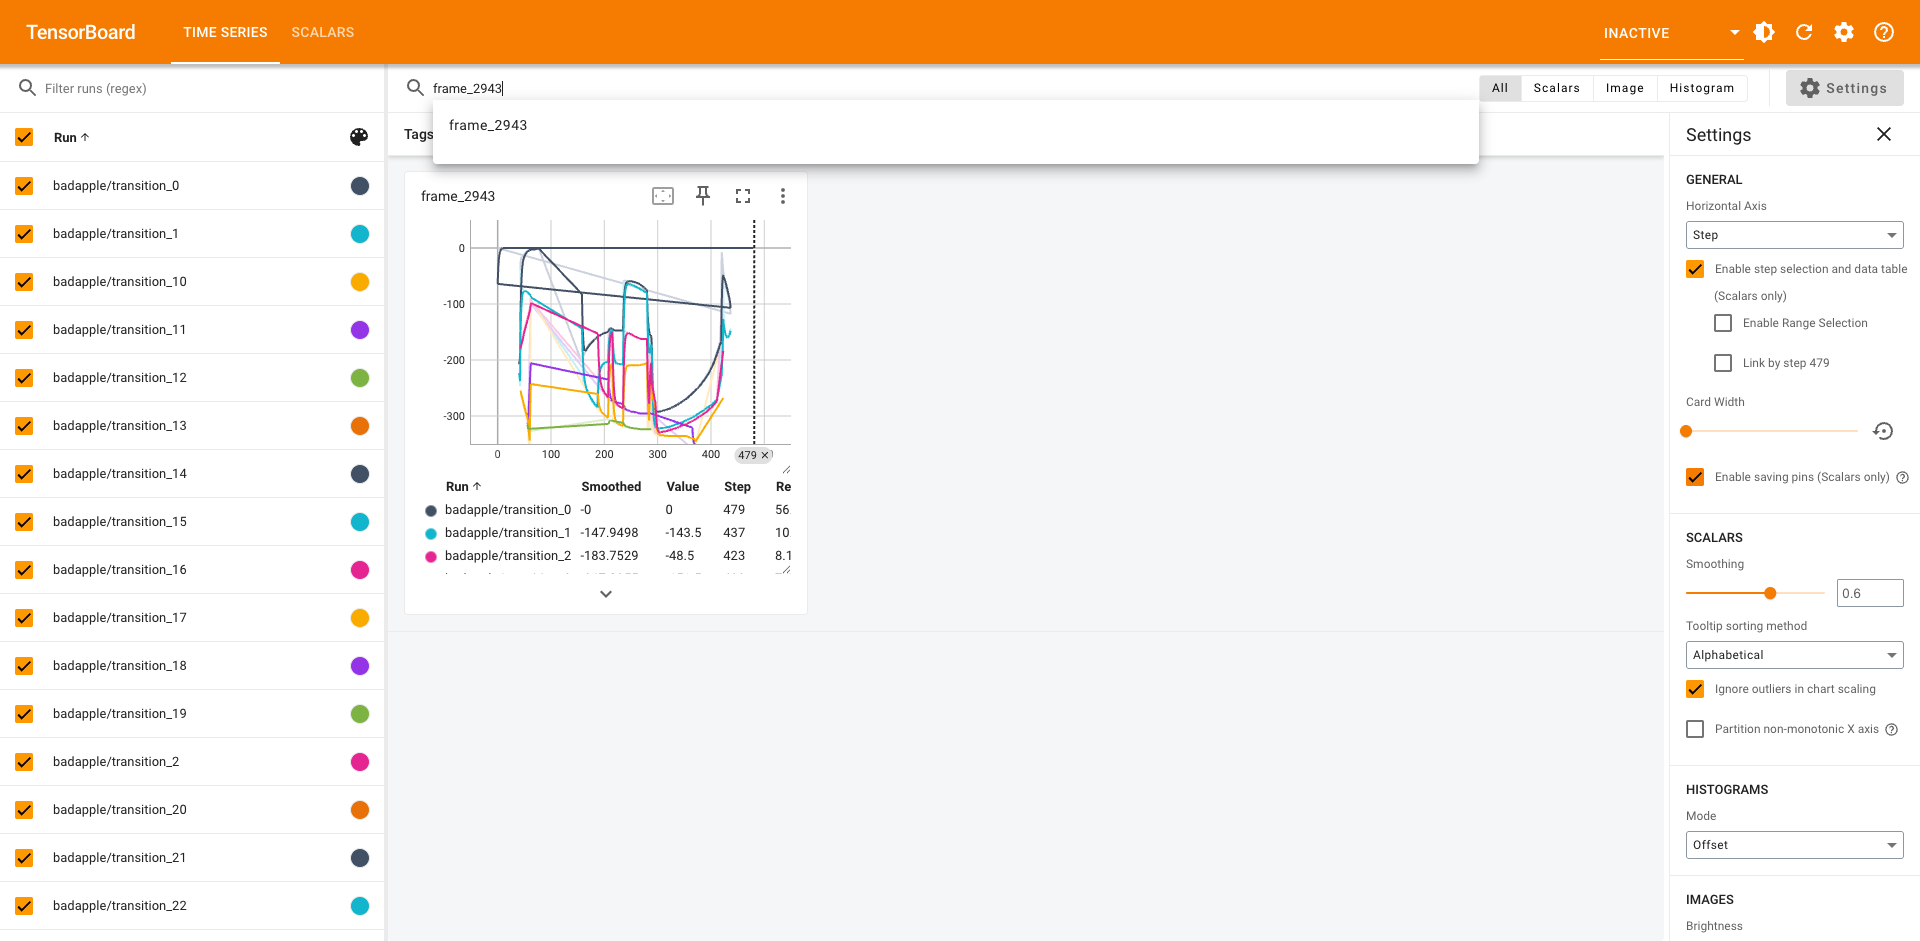 TensorBoard
TIME SERIES
SCALARS
INACTIVE
Filter runs (regex)
frame_2943
All
Scalars
Image
Histogram
Settings
frame_2943
Run
Tags
Settings
badapple/transition_0
badapple/transition_1
badapple/transition_10
badapple/transition_11
badapple/transition_12
badapple/transition_13
badapple/transition_14
badapple/transition_15
badapple/transition_16
badapple/transition_17
badapple/transition_18
badapple/transition_19
badapple/transition_2
badapple/transition_20
badapple/transition_21
badapple/transition_22
frame_2943
0
-100
-200
-300
0 100 200 300 400 479
Run Smoothed Value Step Re
badapple/transition_0 -0 0 479 56
badapple/transition_1 -147.9498 -143.5 437 10
badapple/transition_2 -183.7529 -48.5 423 8.1
GENERAL
Horizontal Axis
Step
Enable step selection and data table
(Scalars only)
Enable Range Selection
Link by step 479
Card Width
Enable saving pins (Scalars only)
SCALARS
Smoothing
0.6
Tooltip sorting method
Alphabetical
Ignore outliers in chart scaling
Partition non-monotonic X axis
HISTOGRAMS
Mode
Offset
IMAGES
Brightness